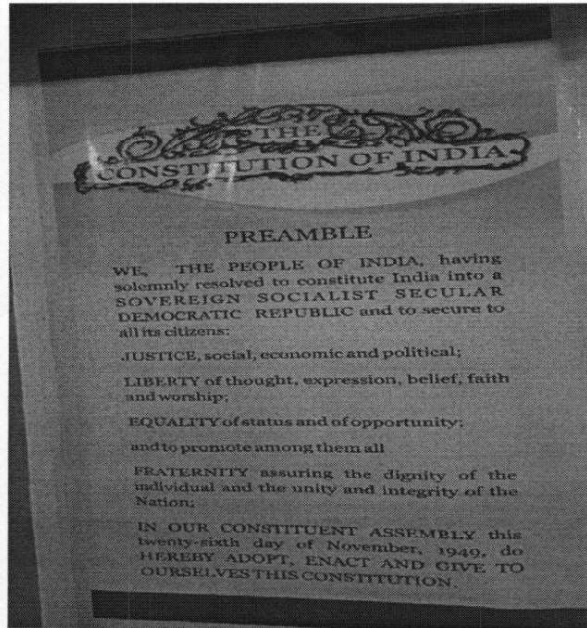 THE
CONSTITUTION OF INDIA
PREAMBLE
WE, THE PEOPLE OF INDIA, having
solemnly resolved to constitute India into a
SOVEREIGN SOCIALIST SECULAR
DEMOCRATIC REPUBLIC and to secure to
all its citizens:
JUSTICE, social, economic and political;
LIBERTY of thought, expression, belief, faith
and worship;
EQUALITY of status and of opportunity;
and to promote among them all
FRATERNITY assuring the dignity of the
individual and the unity and integrity of the
Nation;
IN OUR CONSTITUENT ASSEMBLY this
twenty-sixth day of November, 1949, do
HEREBY ADOPT, ENACT AND GIVE TO
OURSELVES THIS CONSTITUTION.